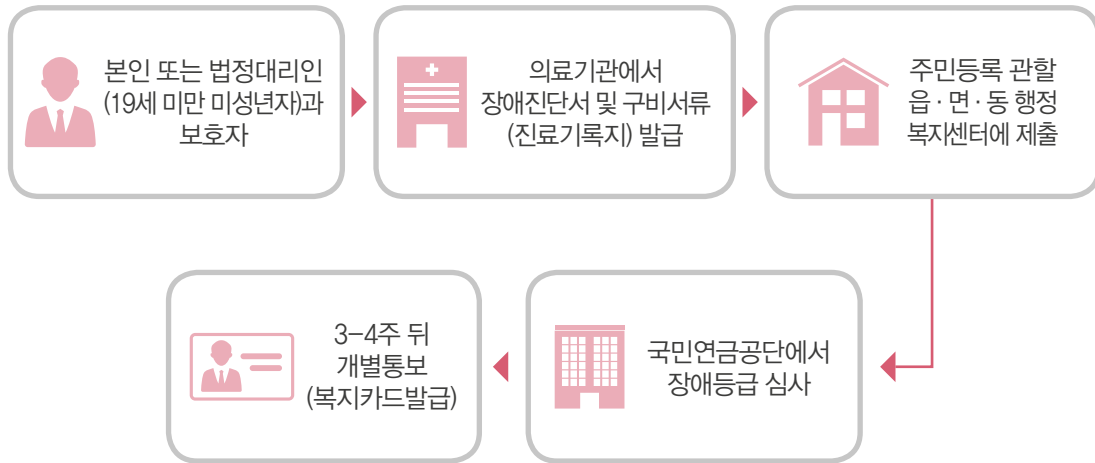 본인 또는 법정대리인
(19세 미만 미성년자)과
보호자
의료기관에서
장애진단서 및 구비서류
(진료기록지) 발급
주민등록 관할
읍·면·동 행정
복지센터에 제출
국민연금공단에서
장애등급 심사
3-4주 뒤
개별통보
(복지카드발급)